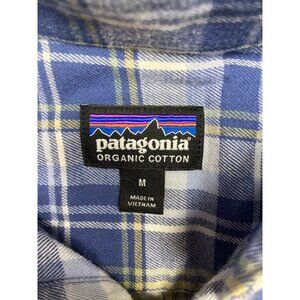 patagonia®
ORGANIC COTTON
M
MADE IN
VIETNAM